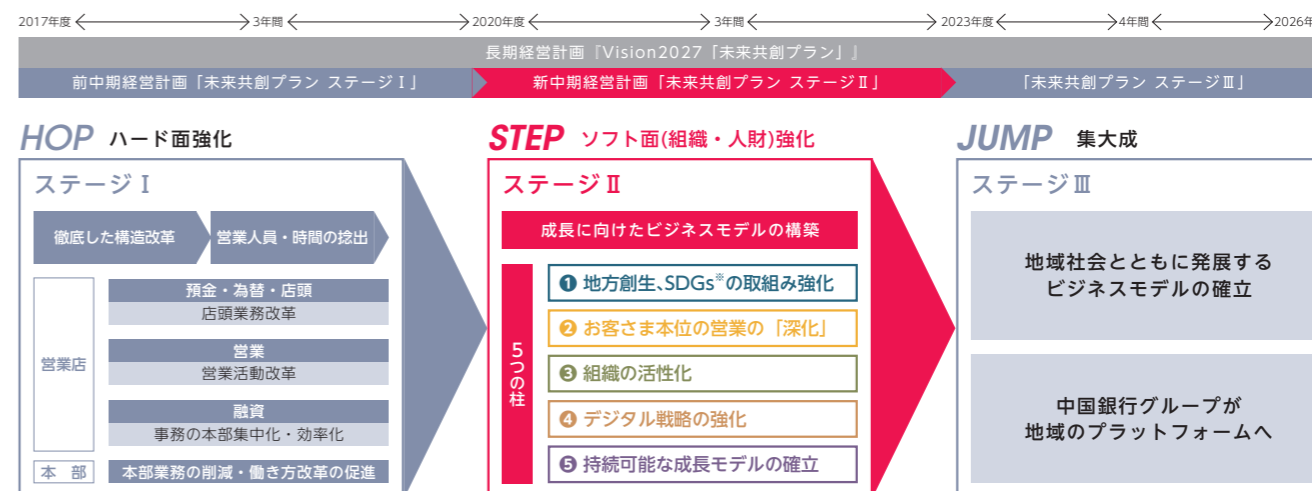 2017年度 3年間 2020年度 3年間 2023年度 4年間 2026年
長期経営計画『Vision2027「未来共創プラン」』
前中期経営計画「未来共創プラン ステージⅠ」 新中期経営計画「未来共創プラン ステージⅡ」 「未来共創プラン ステージⅢ」
HOP ハード面強化
ステージⅠ
徹底した構造改革 営業人員・時間の捻出
営業店
預金・為替・店頭
店頭業務改革
営業
営業活動改革
融資
事務の本部集中化・効率化
本 部 本部業務の削減・働き方改革の促進
STEP ソフト面(組織・人財)強化
ステージⅡ
成長に向けたビジネスモデルの構築
5つの柱
❶ 地方創生、SDGs※の取組み強化
❷ お客さま本位の営業の「深化」
❸ 組織の活性化
❹ デジタル戦略の強化
❺ 持続可能な成長モデルの確立
JUMP 集大成
ステージⅢ
地域社会とともに発展する
ビジネスモデルの確立
中国銀行グループが
地域のプラットフォームへ